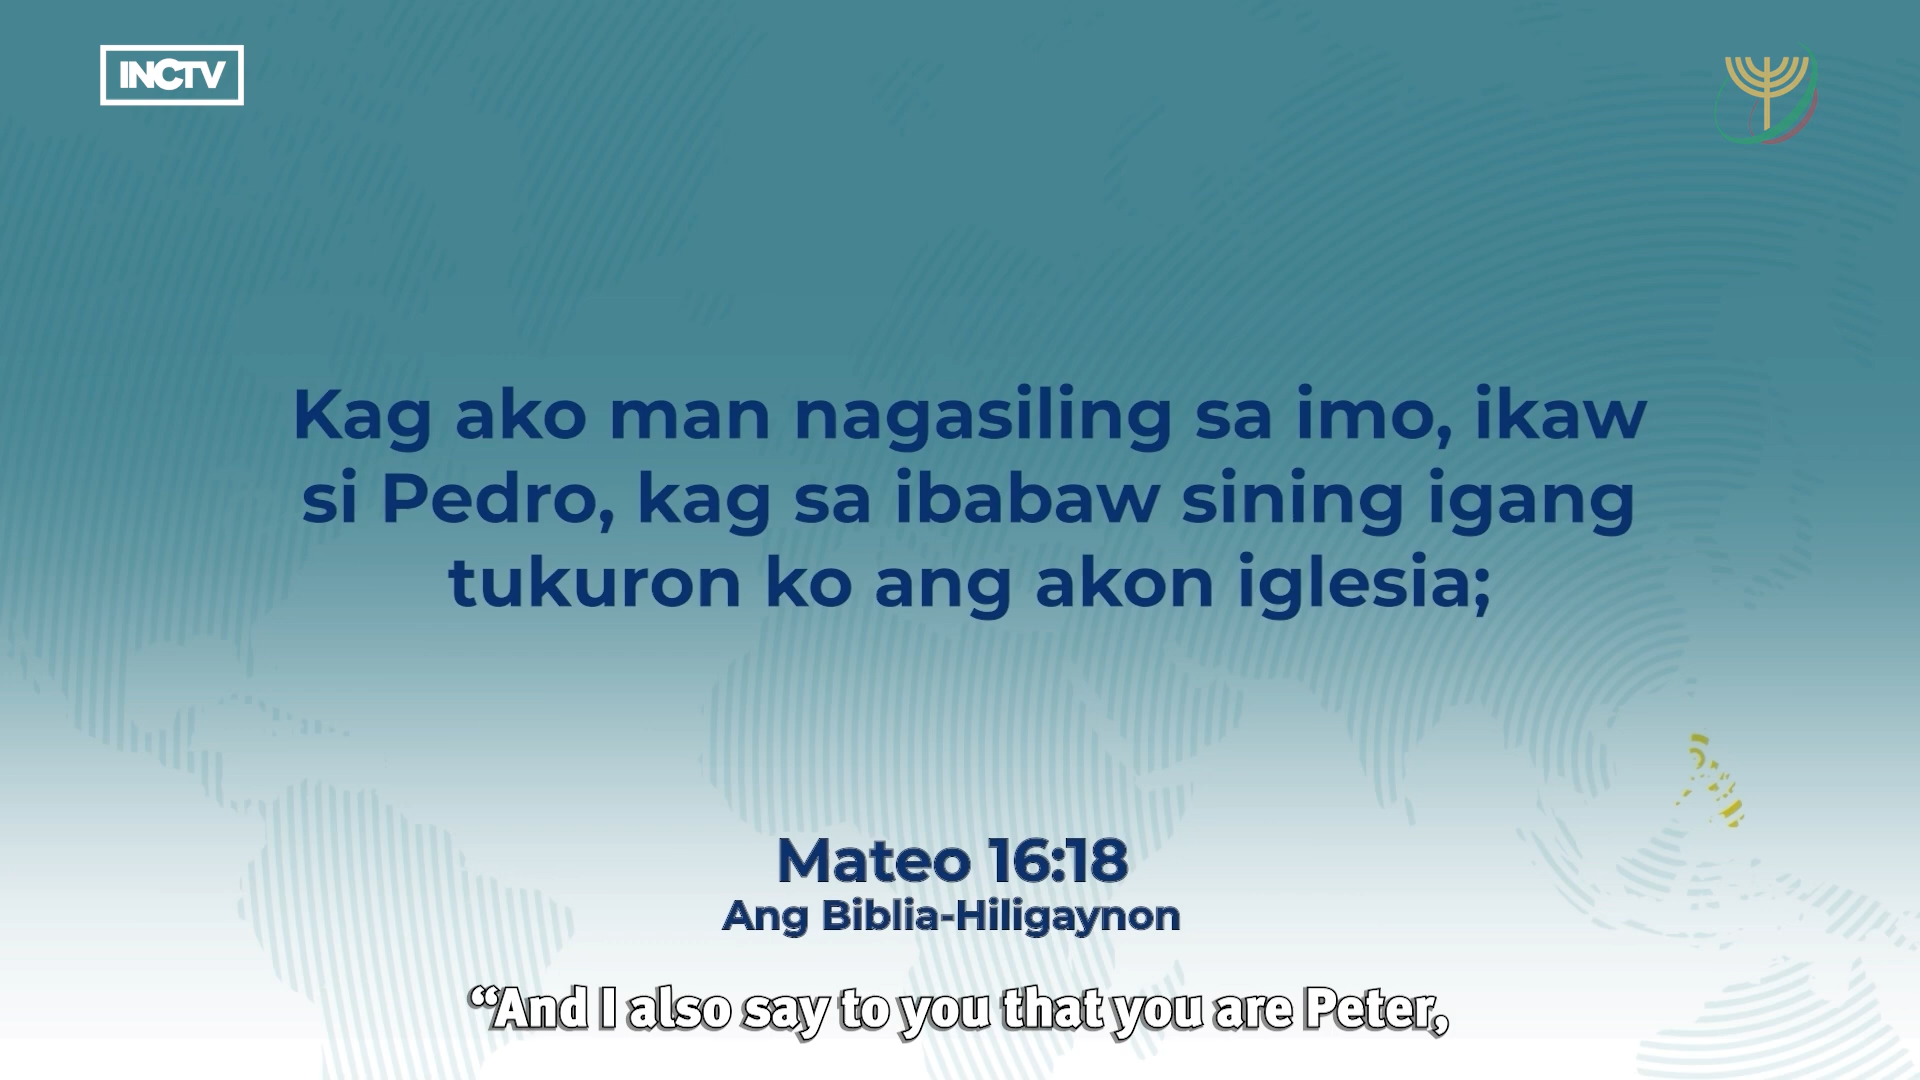 INCTV
Kag ako man nagasiling sa imo, ikaw
si Pedro, kag sa ibabaw sining igang
tukuron ko ang akon iglesia;
Mateo 16:18
Ang Biblia-Hiligaynon
“And I also say to you that you are Peter,